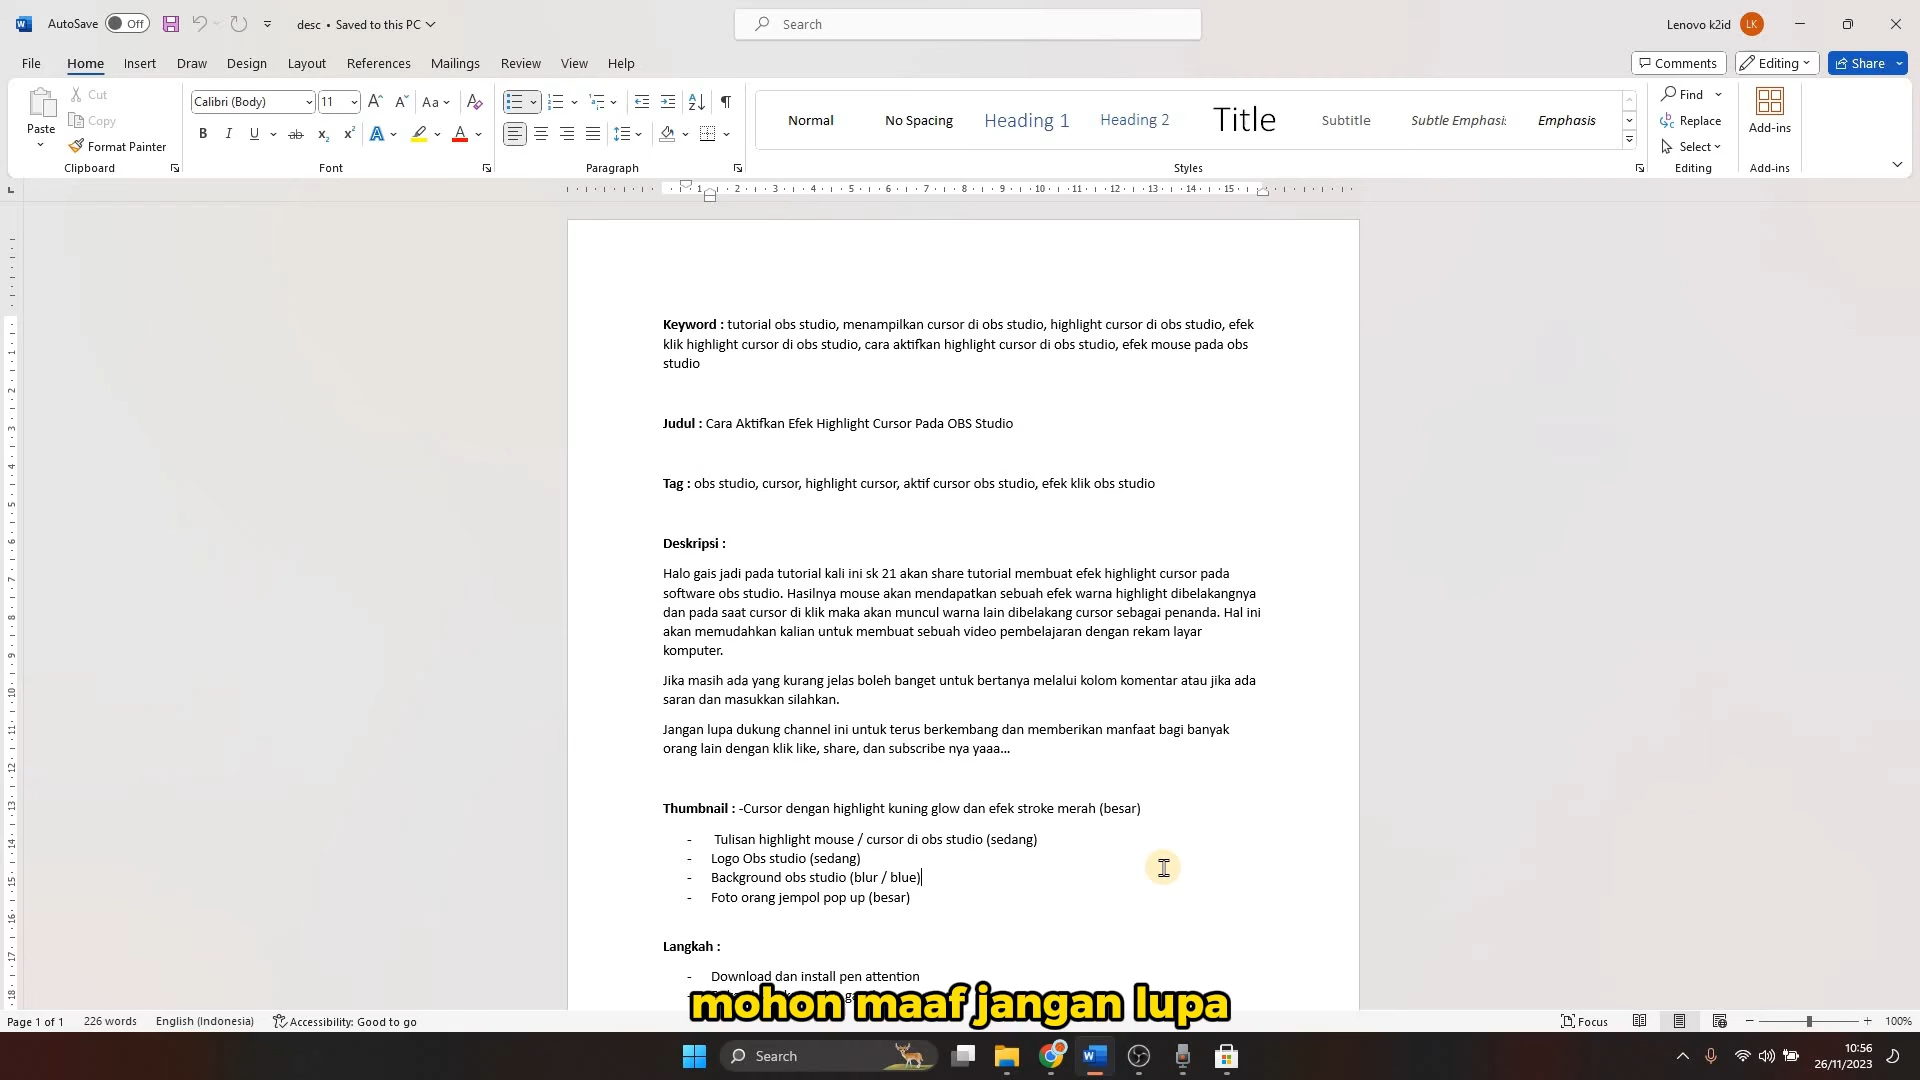 AutoSave Off desc • Saved to this PC Search Lenovo k2id LK
File Home Insert Draw Design Layout References Mailings Review View Help Comments Editing Share
Paste Cut Copy Format Painter Clipboard
Calibri (Body) 11 Aa Font
Paragraph
Normal No Spacing Heading 1 Heading 2 Title Subtitle Subtle Emphasis Emphasis Styles
Find Replace Select Editing
Add-ins Add-ins
Keyword : tutorial obs studio, menampilkan cursor di obs studio, highlight cursor di obs studio, efek
klik highlight cursor di obs studio, cara aktifkan highlight cursor di obs studio, efek mouse pada obs
studio
Judul : Cara Aktifkan Efek Highlight Cursor Pada OBS Studio
Tag : obs studio, cursor, highlight cursor, aktif cursor obs studio, efek klik obs studio
Deskripsi :
Halo gais jadi pada tutorial kali ini sk 21 akan share tutorial membuat efek highlight cursor pada
software obs studio. Hasilnya mouse akan mendapatkan sebuah efek warna highlight dibelakangnya
dan pada saat cursor di klik maka akan muncul warna lain dibelakang cursor sebagai penanda. Hal ini
akan memudahkan kalian untuk membuat sebuah video pembelajaran dengan rekam layar
komputer.
Jika masih ada yang kurang jelas boleh banget untuk bertanya melalui kolom komentar atau jika ada
saran dan masukkan silahkan.
Jangan lupa dukung channel ini untuk terus berkembang dan memberikan manfaat bagi banyak
orang lain dengan klik like, share, dan subscribe nya yaaa...
Thumbnail : -Cursor dengan highlight kuning glow dan efek stroke merah (besar)
- Tulisan highlight mouse / cursor di obs studio (sedang)
- Logo Obs studio (sedang)
- Background obs studio (blur / blue)
- Foto orang jempol pop up (besar)
Langkah :
- Download dan install pen attention
mohon maaf jangan lupa
Page 1 of 1 226 words English (Indonesia) Accessibility: Good to go Focus 100%
Search 10:56
26/11/2023